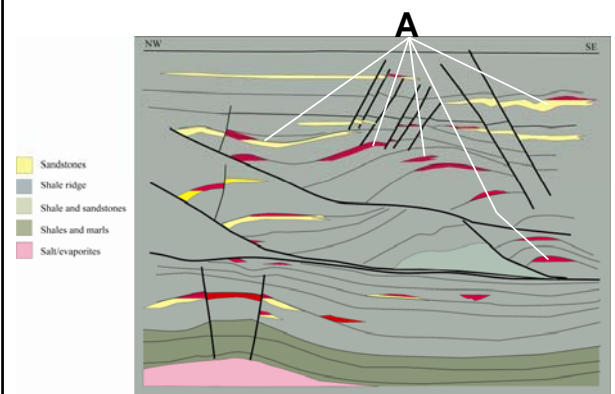 A
NW
SE
Sandstones
Shale ridge
Shale and sandstones
Shales and marls
Salt/evaporites